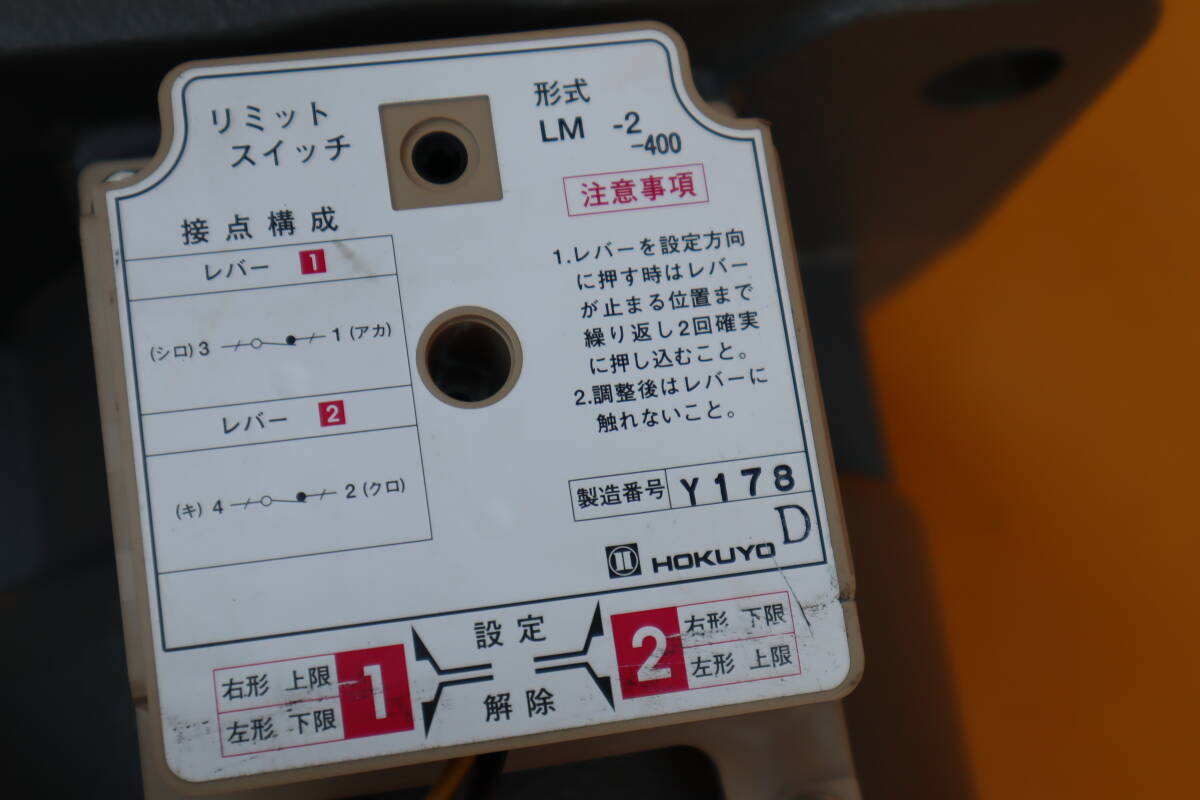 リミット
スイッチ
形式
LM -2
-400
注意事項
接点構成
レバー 1
(シロ) 3 1 (アカ)
レバー 2
(キ) 4 2 (クロ)
1.レバーを設定方向
に押す時はレバー
が止まる位置まで
繰り返し2回確実
に押し込むこと。
2.調整後はレバーに
触れないこと。
製造番号 Y178
D
HOKUYO
設定
解除
右形 上限
左形 下限
1
2
右形 下限
左形 上限